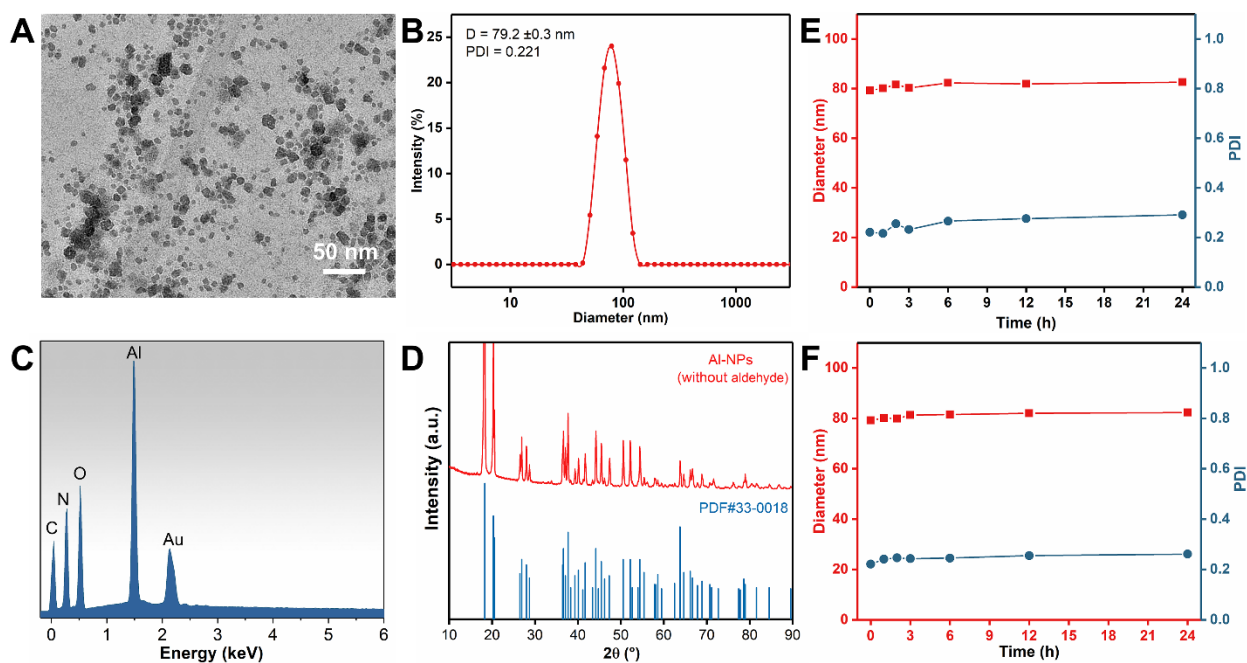 A
50 nm
B
D = 79.2 ±0.3 nm
PDI = 0.221
25
20
15
10
5
0
Intensity (%)
10
100
1000
Diameter (nm)
C
C
N
O
Al
Au
0
1
2
3
4
5
6
Energy (keV)
D
Al-NPs
(without aldehyde)
PDF#33-0018
Intensity (a.u.)
10
20
30
40
50
60
70
80
90
2θ (°)
E
100
80
60
40
20
0
Diameter (nm)
1.0
0.8
0.6
0.4
0.2
0.0
PDI
0
3
6
9
12
15
18
21
24
Time (h)
F
100
80
60
40
20
0
Diameter (nm)
1.0
0.8
0.6
0.4
0.2
0.0
PDI
0
3
6
9
12
15
18
21
24
Time (h)